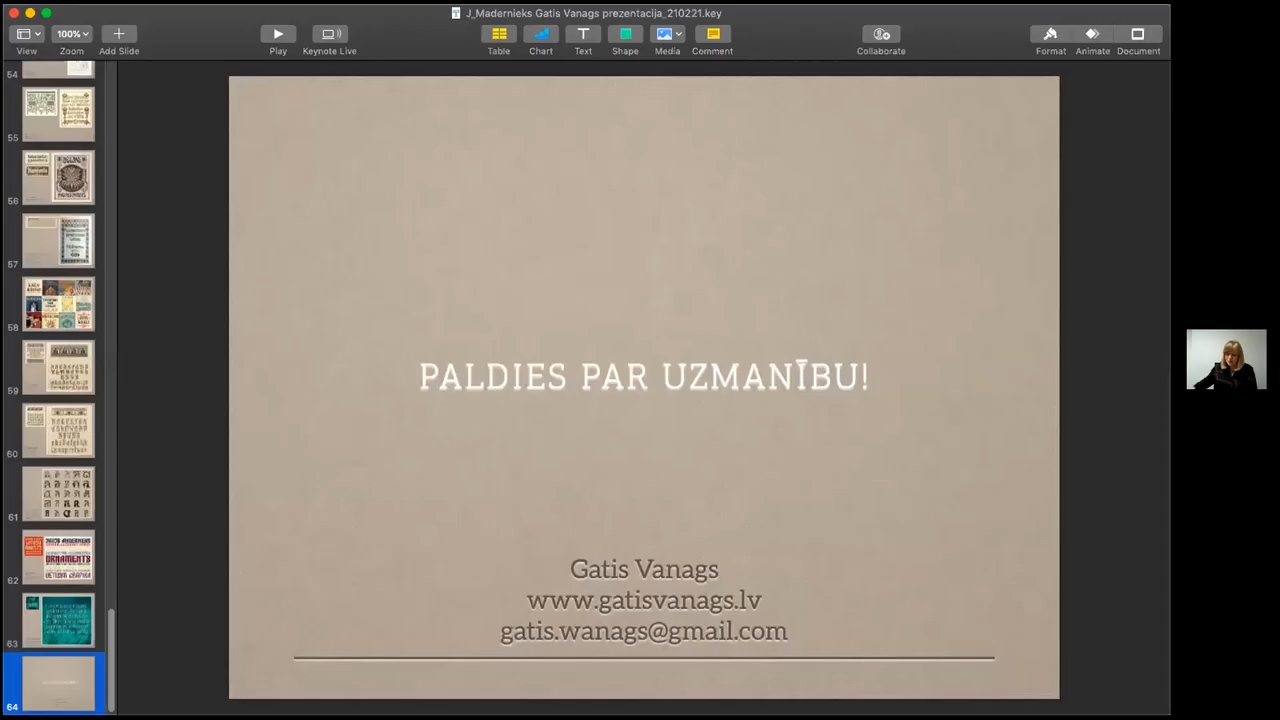 J_Madernieks Gatis Vanags prezentacija_210221.key
100%
View
Zoom
Add Slide
Play
Keynote Live
Table
Chart
Text
Shape
Media
Comment
Collaborate
Format
Animate
Document
54
55
56
57
58
59
60
61
62
63
64
PALDIES PAR UZMANĪBU!
Gatis Vanags
www.gatisvanags.lv
gatis.wanags@gmail.com